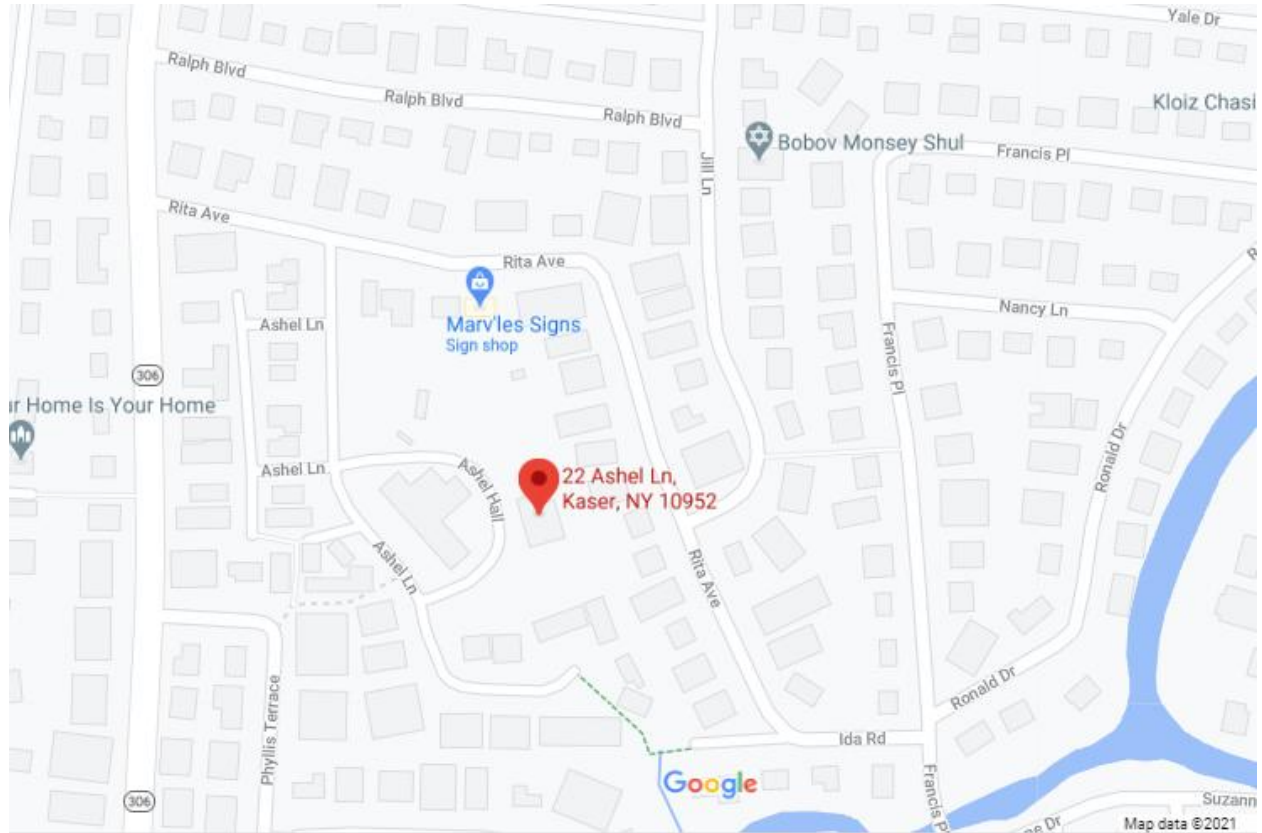 Yale Dr
Ralph Blvd
Ralph Blvd
Kloiz Chasi
Ralph Blvd
Bobov Monsey Shul
Francis Pl
Jill Ln
Rita Ave
Rita Ave
Nancy Ln
Ashel Ln
Marv'les Signs
Sign shop
Francis Pl
306
ur Home Is Your Home
Ronald Dr
Ashel Ln
Ashel Hall
22 Ashel Ln,
Kaser, NY 10952
Ashel Ln
Rita Ave
Ronald Dr
Phyllis Terrace
Ida Rd
Google
Francis P
306
Suzann
ne Dr
Map data ©2021